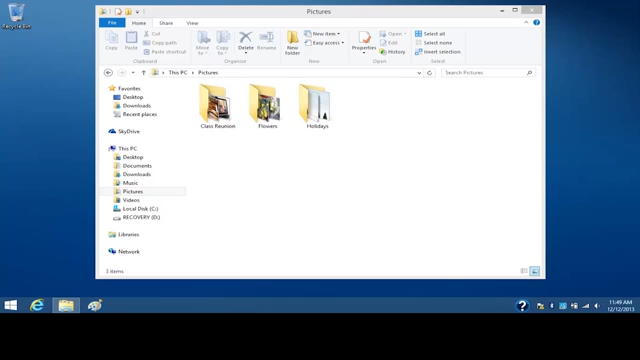 Recycle Bin
Pictures
File Home Share View
Copy Paste Cut
Copy path
Paste shortcut
Clipboard
Move to Copy to Delete Rename
Organize
New folder New item
Easy access
New
Properties Open
Edit
History
Open
Select all
Select none
Invert selection
Select
This PC Pictures
Search Pictures
Favorites
Desktop
Downloads
Recent places
SkyDrive
This PC
Desktop
Documents
Downloads
Music
Pictures
Videos
Local Disk (C:)
RECOVERY (D:)
Libraries
Network
Class Reunion Flowers Holidays
3 items
11:49 AM
12/12/2013